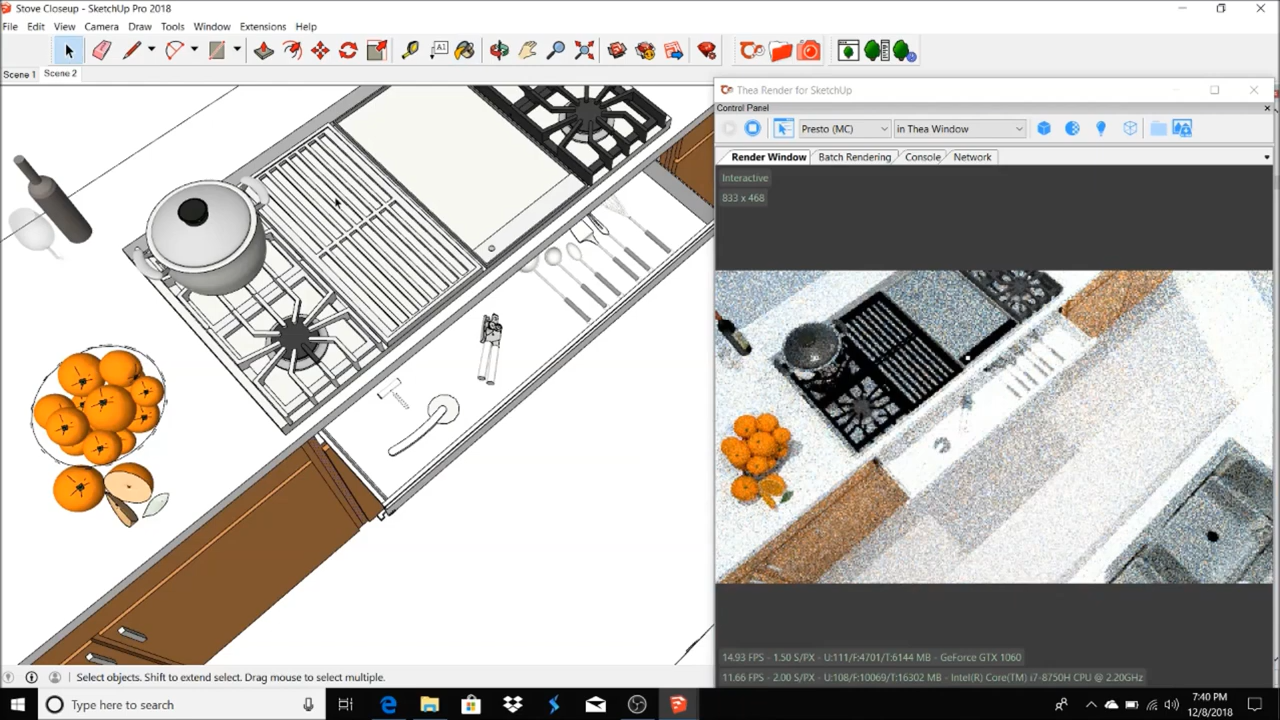 Stove Closeup - SketchUp Pro 2018
File Edit View Camera Draw Tools Window Extensions Help
A1
Scene 1 Scene 2
Thea Render for SketchUp
Control Panel
Presto (MC) in Thea Window
Render Window Batch Rendering Console Network
Interactive
833 x 468
14.93 FPS - 1.50 S/PX - U:111/F:4701/T:6144 MB - GeForce GTX 1060
11.66 FPS - 2.00 S/PX - U:108/F:10069/T:16302 MB - Intel(R) Core(TM) i7-8750H CPU @ 2.20GHz
Select objects. Shift to extend select. Drag mouse to select multiple.
Type here to search
7:40 PM
12/8/2018